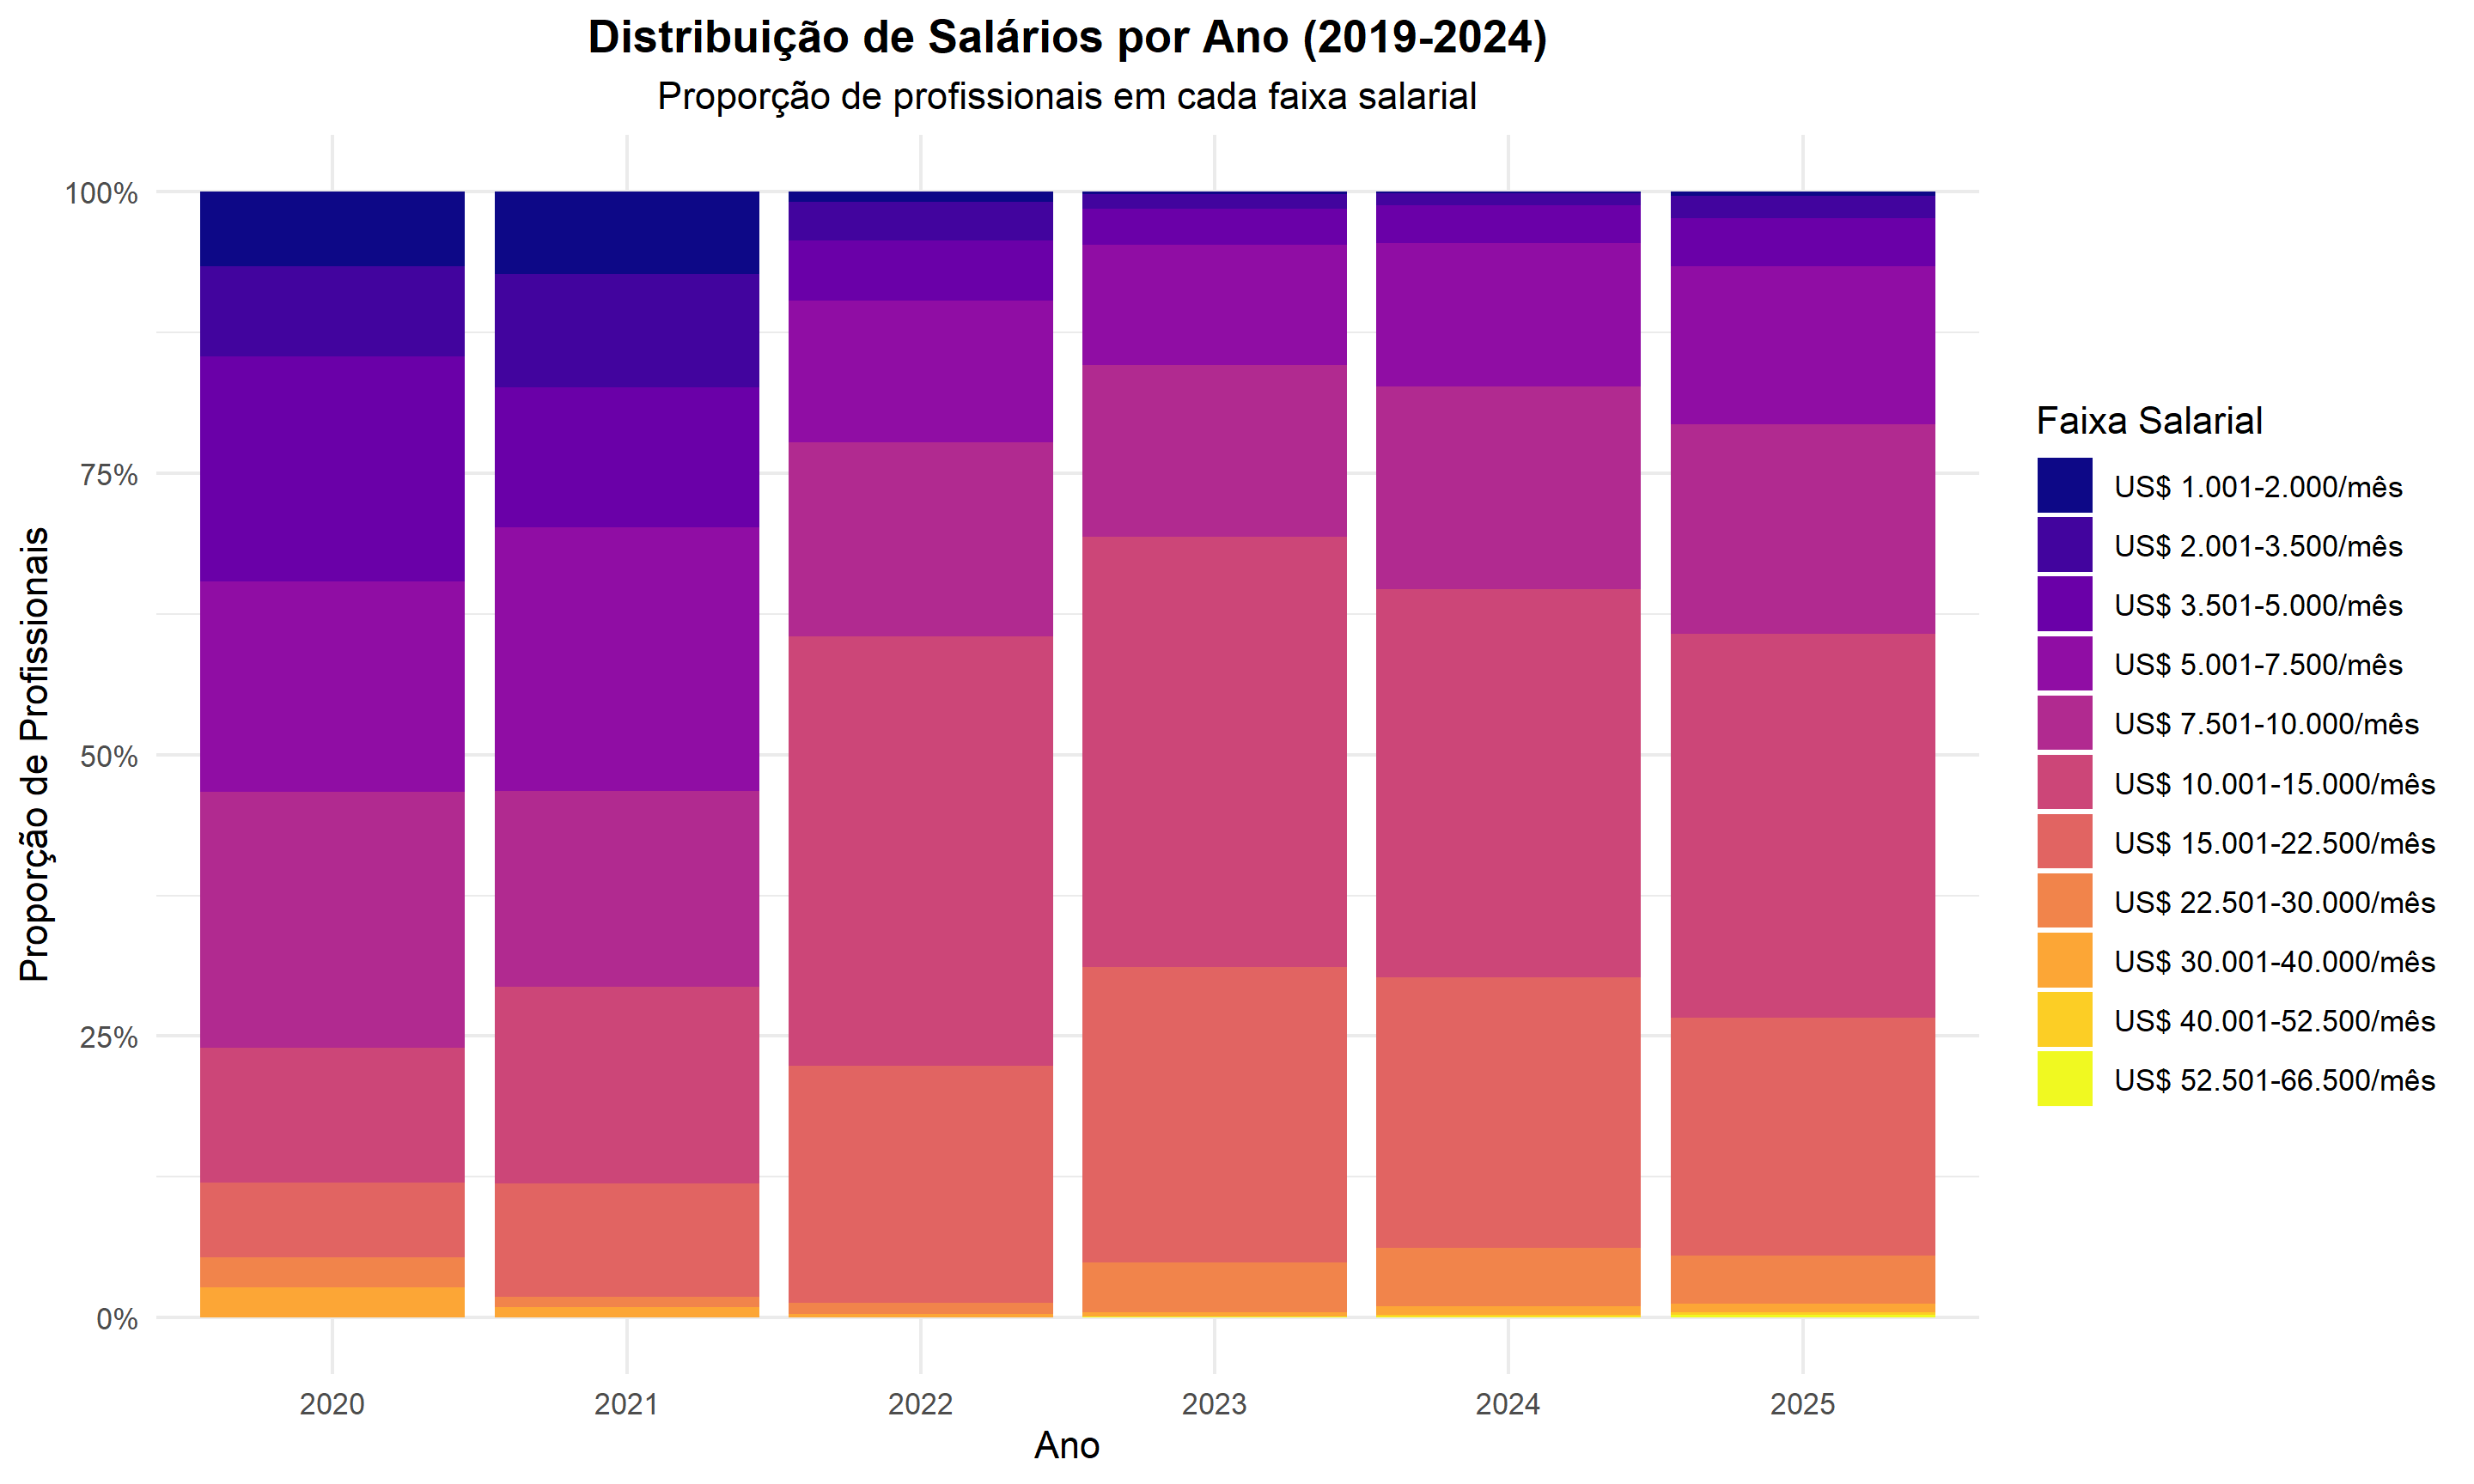 Distribuição de Salários por Ano (2019-2024)
Proporção de profissionais em cada faixa salarial
Proporção de Profissionais
100%
75%
50%
25%
0%
2020
2021
2022
2023
2024
2025
Ano
Faixa Salarial
US$ 1.001-2.000/mês
US$ 2.001-3.500/mês
US$ 3.501-5.000/mês
US$ 5.001-7.500/mês
US$ 7.501-10.000/mês
US$ 10.001-15.000/mês
US$ 15.001-22.500/mês
US$ 22.501-30.000/mês
US$ 30.001-40.000/mês
US$ 40.001-52.500/mês
US$ 52.501-66.500/mês